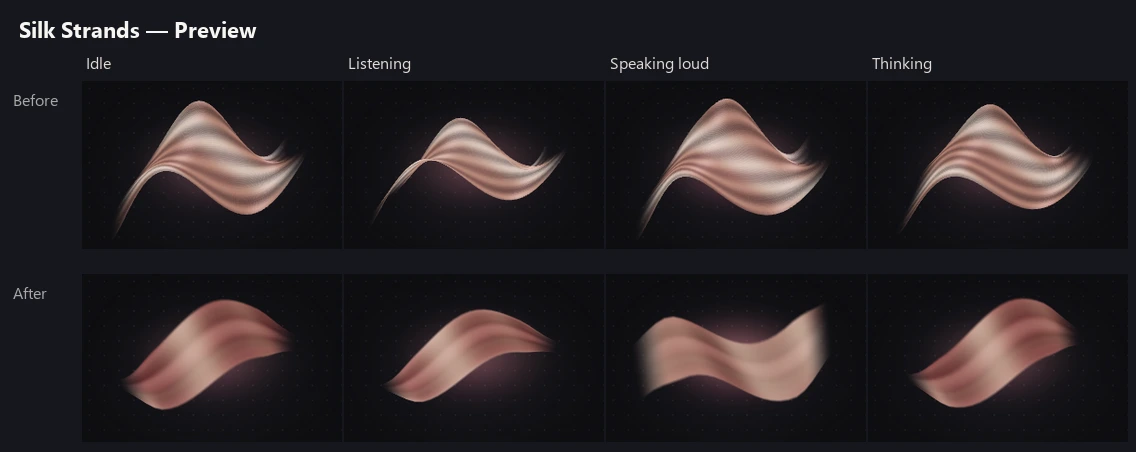 Silk Strands — Preview
Idle
Listening
Speaking loud
Thinking
Before
After